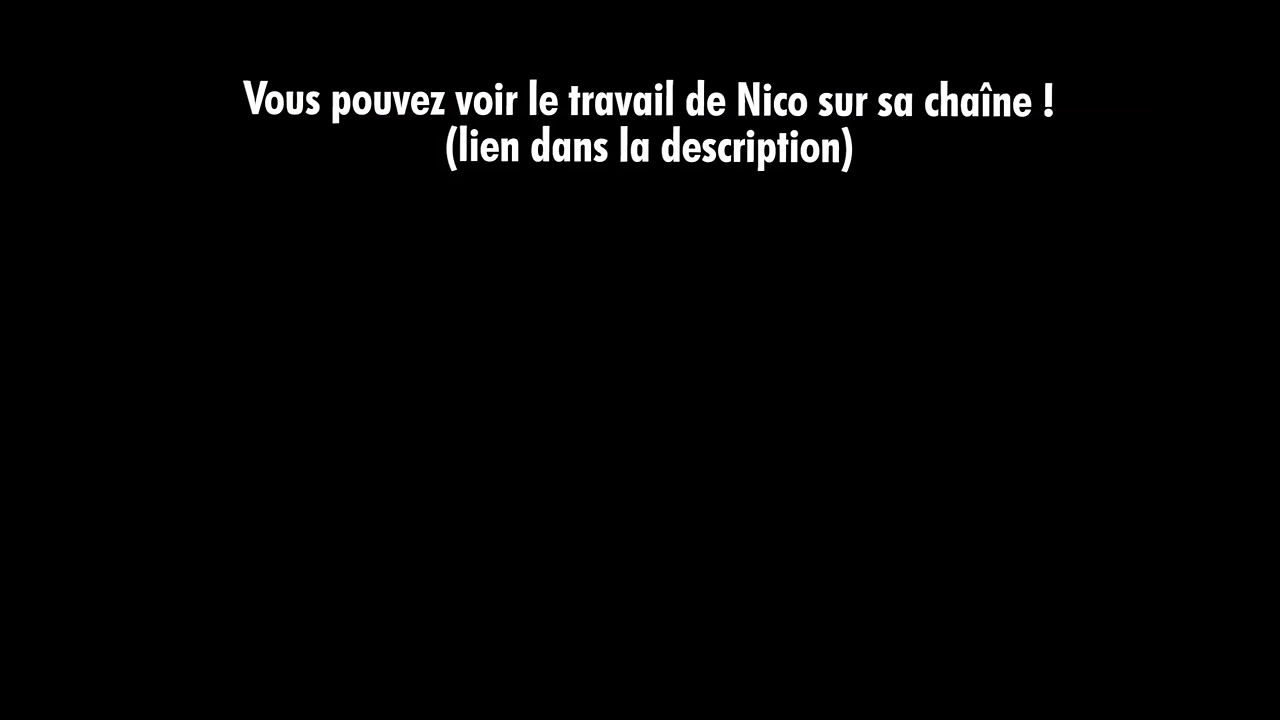 Vous pouvez voir le travail de Nico sur sa chaîne !
(lien dans la description)